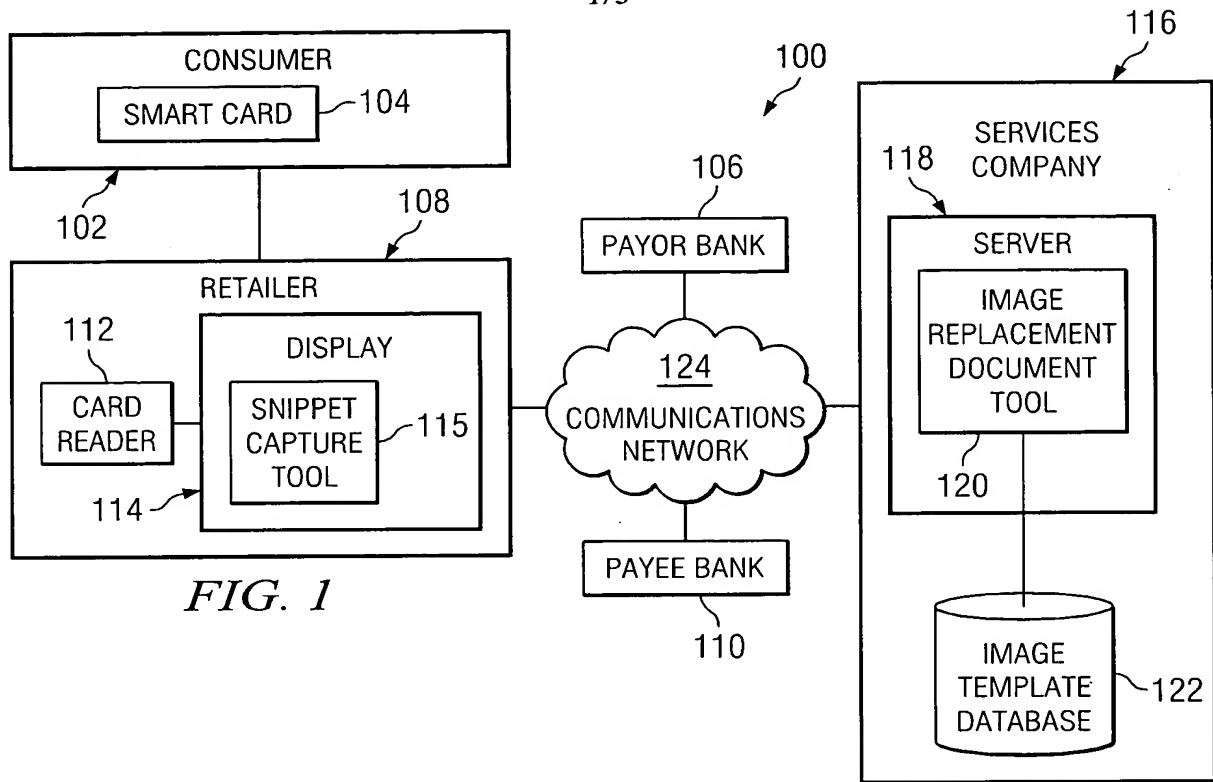 CONSUMER
SMART CARD
104
102
108
RETAILER
112
CARD
READER
DISPLAY
SNIPPET
CAPTURE
TOOL
115
114
FIG. 1
100
106
PAYOR BANK
124
COMMUNICATIONS
NETWORK
PAYEE BANK
110
116
SERVICES
COMPANY
118
SERVER
IMAGE
REPLACEMENT
DOCUMENT
TOOL
120
IMAGE
TEMPLATE
DATABASE
122